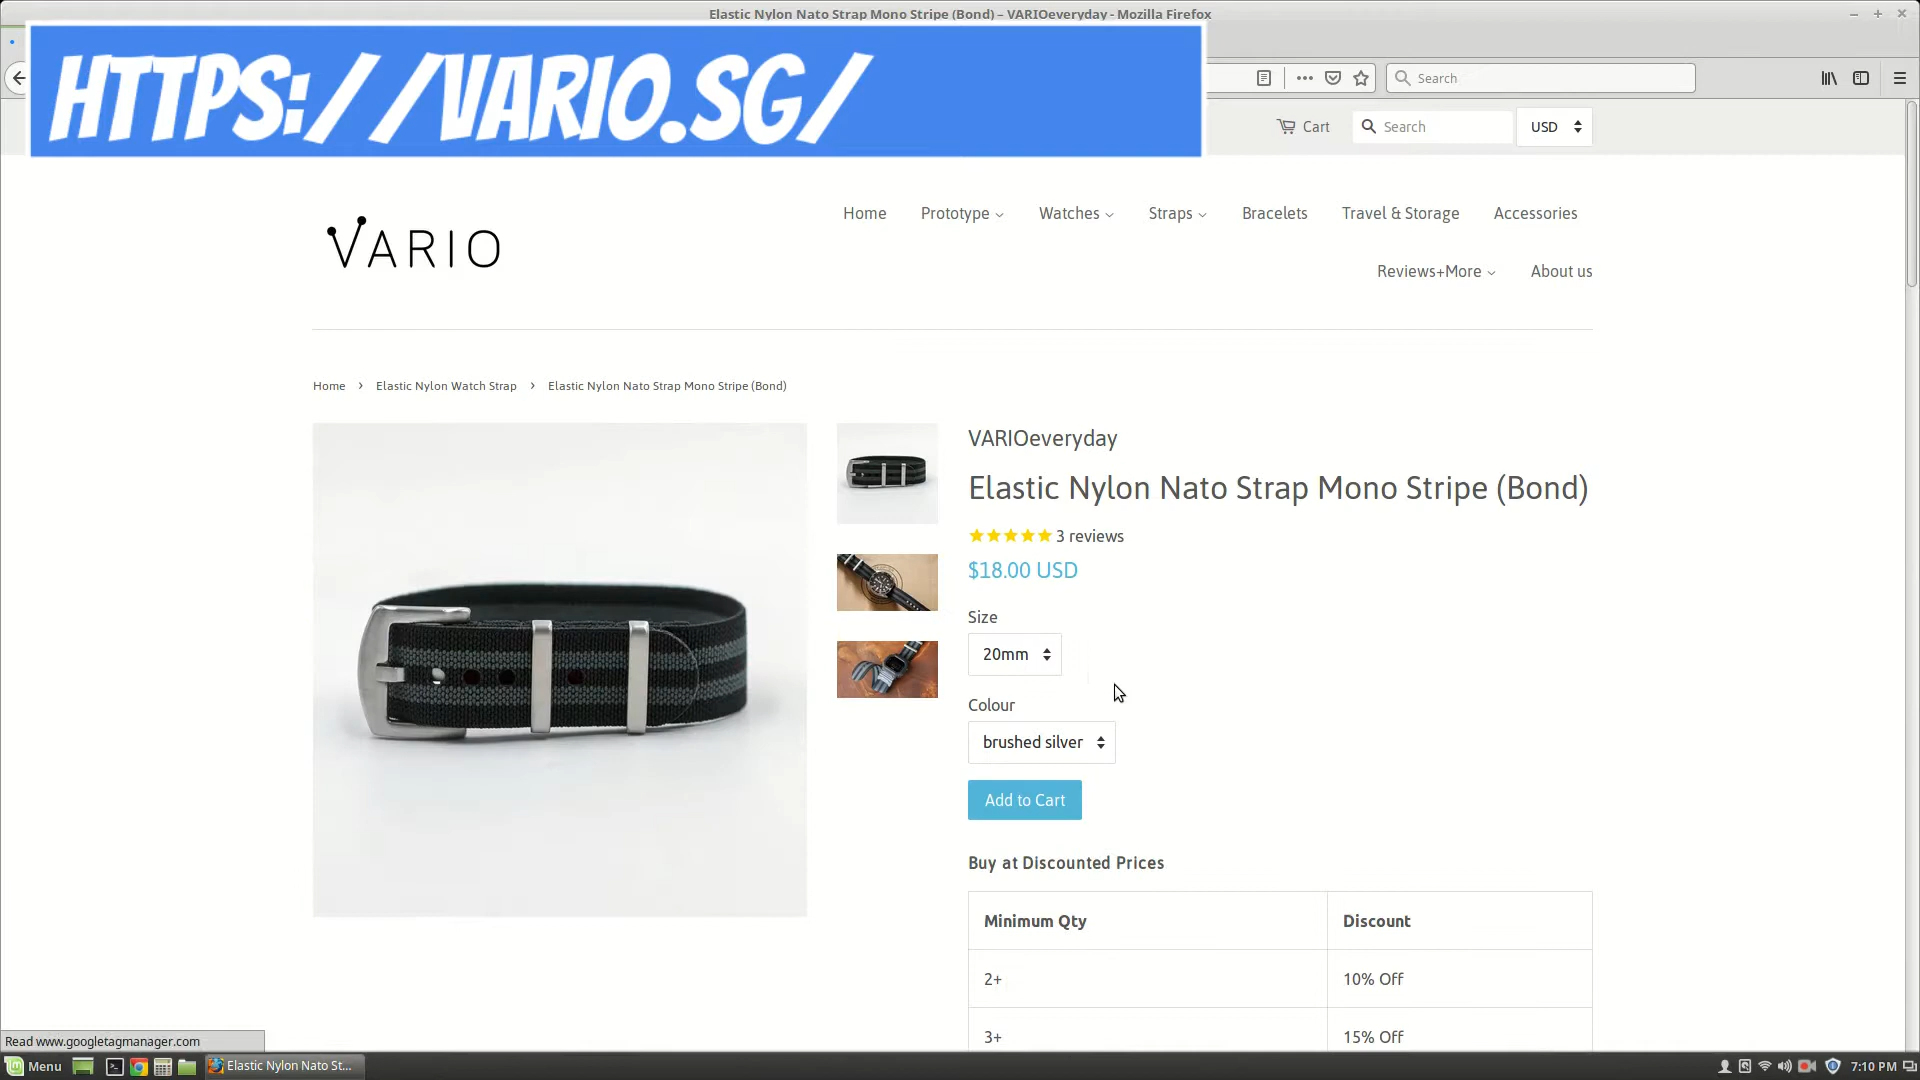 Elastic Nylon Nato Strap Mono Stripe (Bond) – VARIOeveryday - Mozilla Firefox
HTTPS://VARIO.SG/
Search
Cart
Search
USD
VARIO
Home
Prototype
Watches
Straps
Bracelets
Travel & Storage
Accessories
Reviews+More
About us
Home › Elastic Nylon Watch Strap › Elastic Nylon Nato Strap Mono Stripe (Bond)
VARIOeveryday
Elastic Nylon Nato Strap Mono Stripe (Bond)
3 reviews
$18.00 USD
Size
20mm
Colour
brushed silver
Add to Cart
Buy at Discounted Prices
Minimum Qty Discount
2+ 10% Off
3+ 15% Off
Read www.googletagmanager.com
Menu
Elastic Nylon Nato St...
7:10 PM